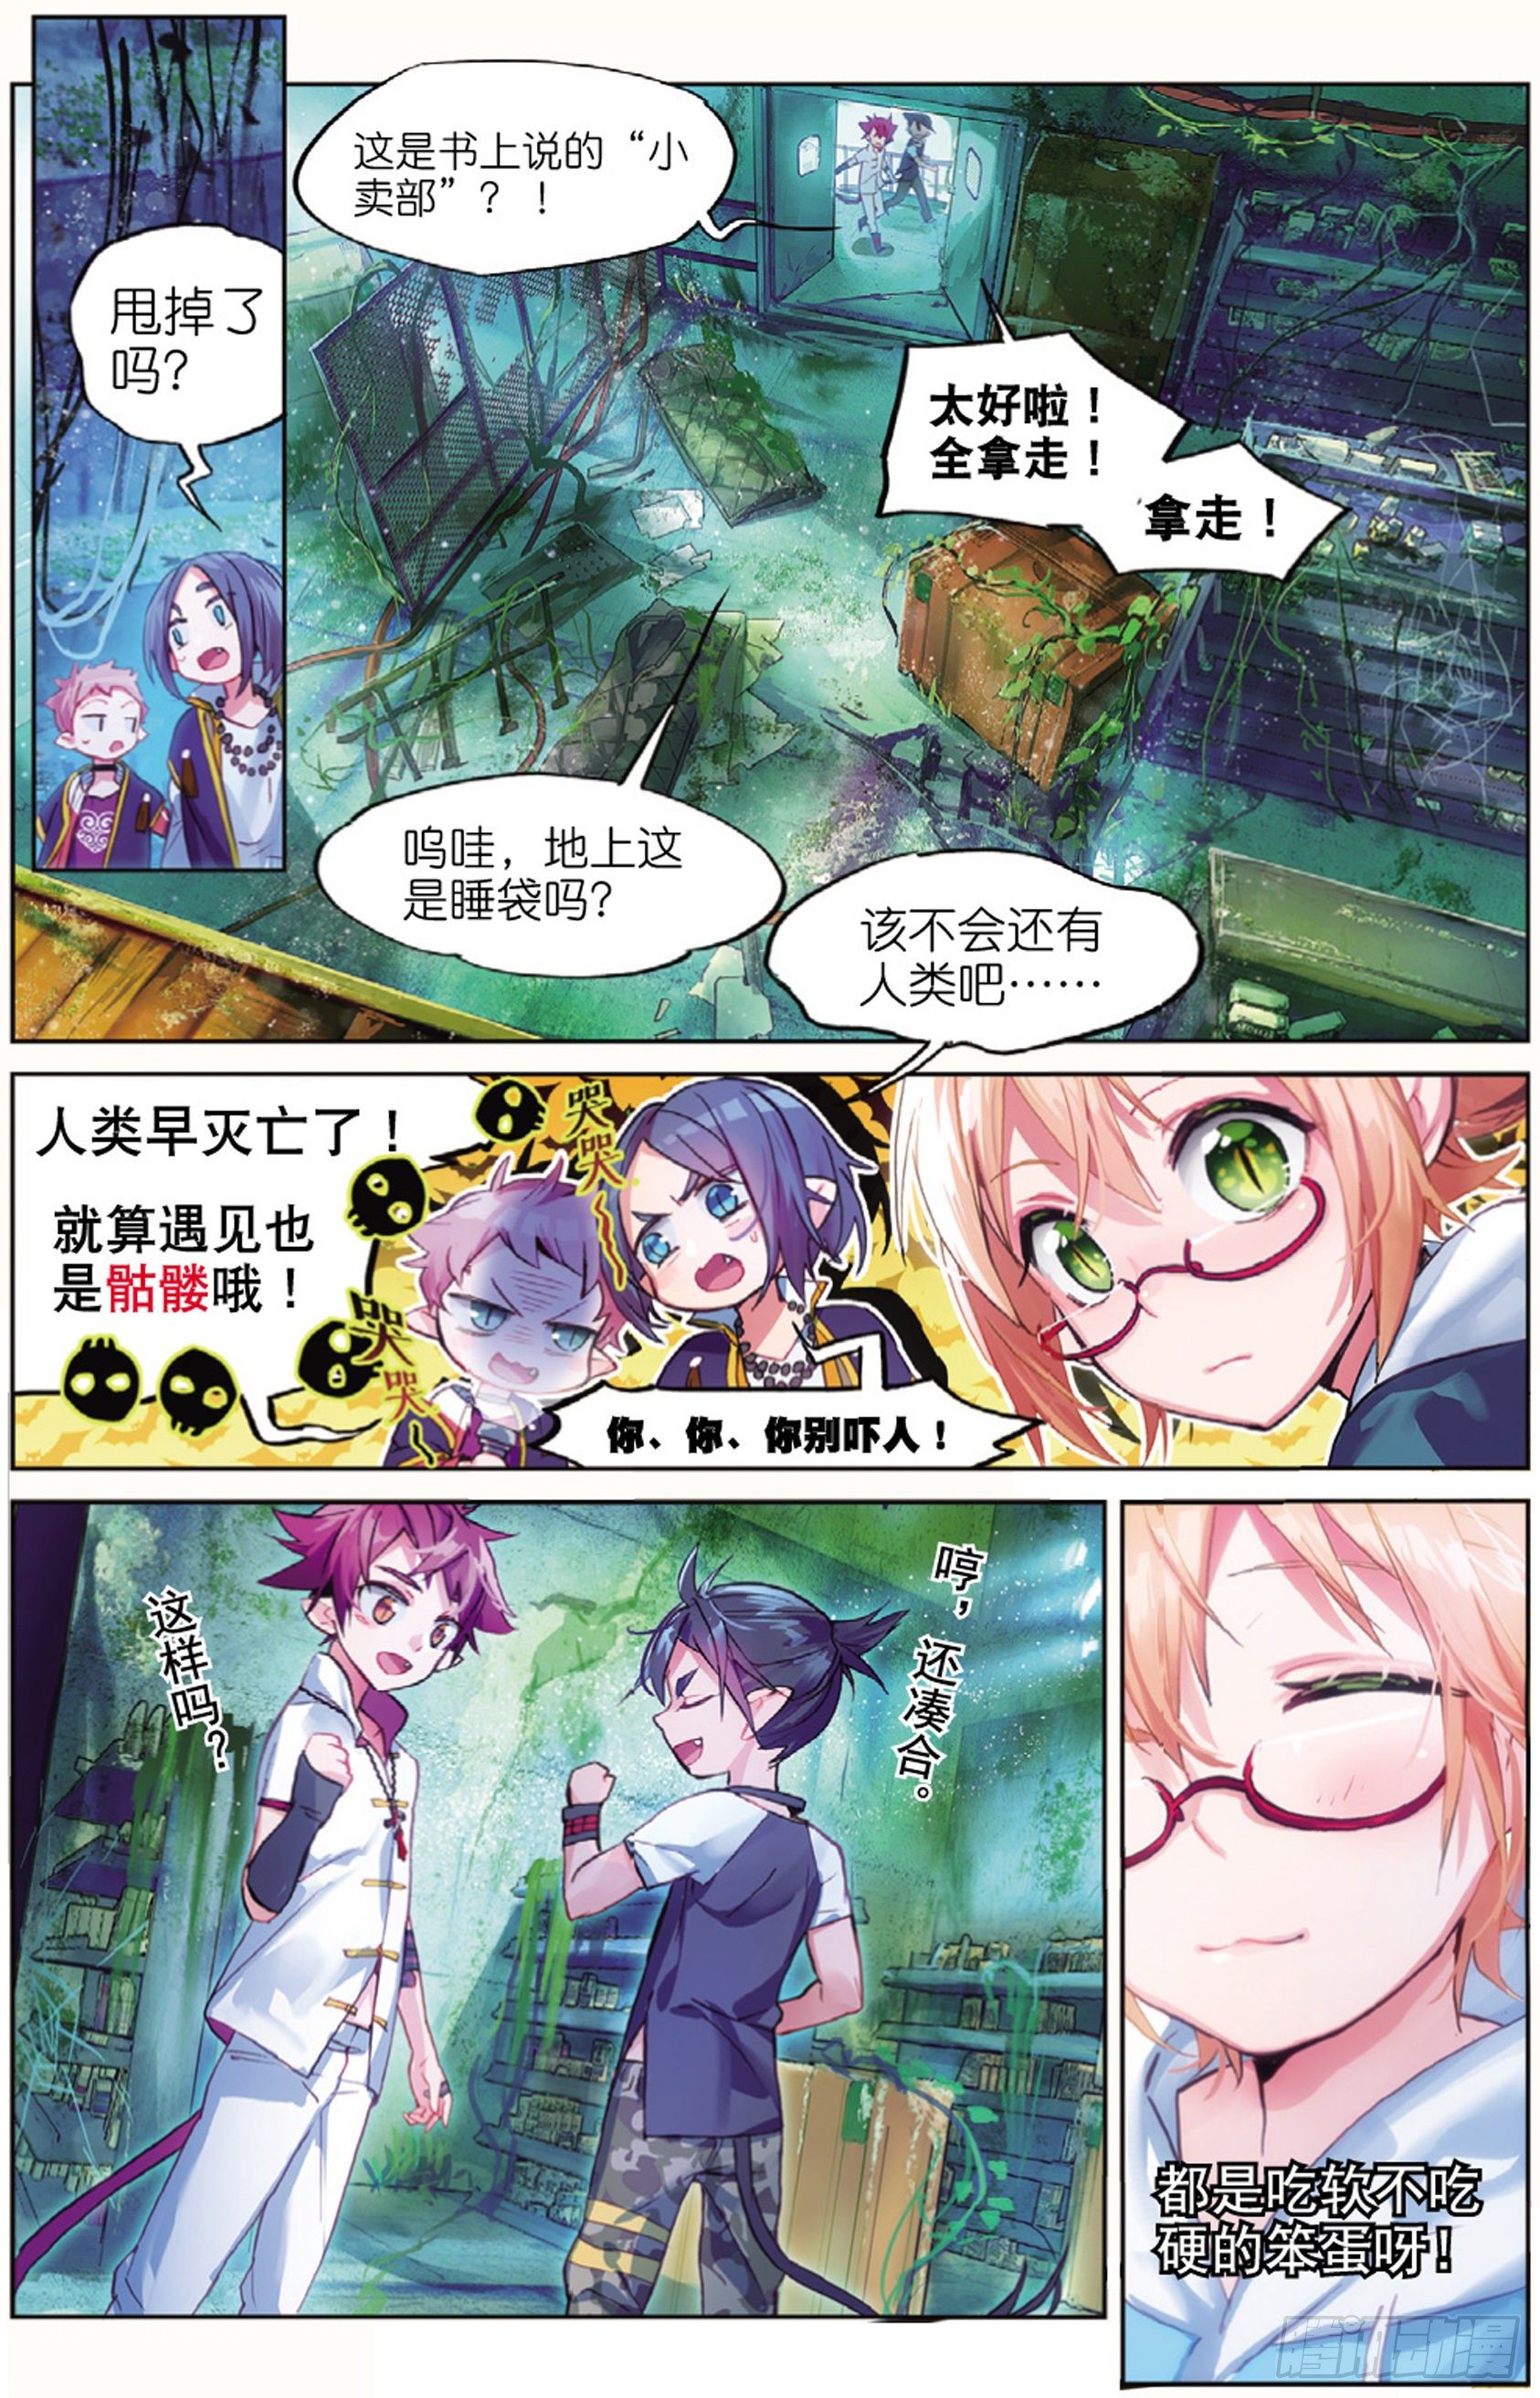 甩掉了
吗？
这是书上说的“小
卖部”？！
太好啦！
全拿走！
拿走！
呜哇，地上这
是睡袋吗？
该不会还有
人类吧……
人类早灭亡了！
就算遇见也
是骷髅哦！
哭
哭
哭
哭
你、你、你别吓人！
这样吗？
哼，还凑合。
都是吃软不吃
硬的笨蛋呀！
腾讯动漫